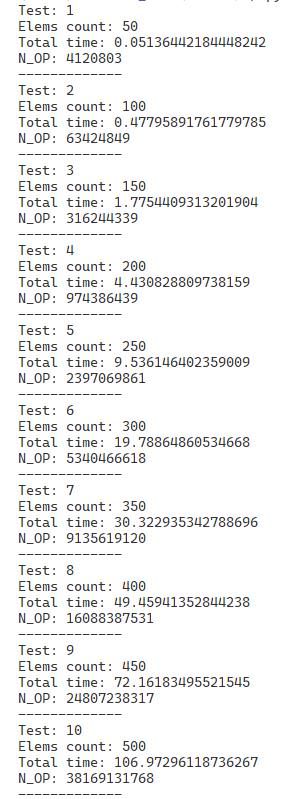 Test: 1
Elems count: 50
Total time: 0.05136442184448242
N_OP: 4120803
-------------
Test: 2
Elems count: 100
Total time: 0.47795891761779785
N_OP: 63424849
-------------
Test: 3
Elems count: 150
Total time: 1.7754409313201904
N_OP: 316244339
-------------
Test: 4
Elems count: 200
Total time: 4.430828809738159
N_OP: 974386439
-------------
Test: 5
Elems count: 250
Total time: 9.536146402359009
N_OP: 2397069861
-------------
Test: 6
Elems count: 300
Total time: 19.78864860534668
N_OP: 5340466618
-------------
Test: 7
Elems count: 350
Total time: 30.322935342788696
N_OP: 9135619120
-------------
Test: 8
Elems count: 400
Total time: 49.45941352844238
N_OP: 16088387531
-------------
Test: 9
Elems count: 450
Total time: 72.16183495521545
N_OP: 24807238317
-------------
Test: 10
Elems count: 500
Total time: 106.97296118736267
N_OP: 38169131768
-------------